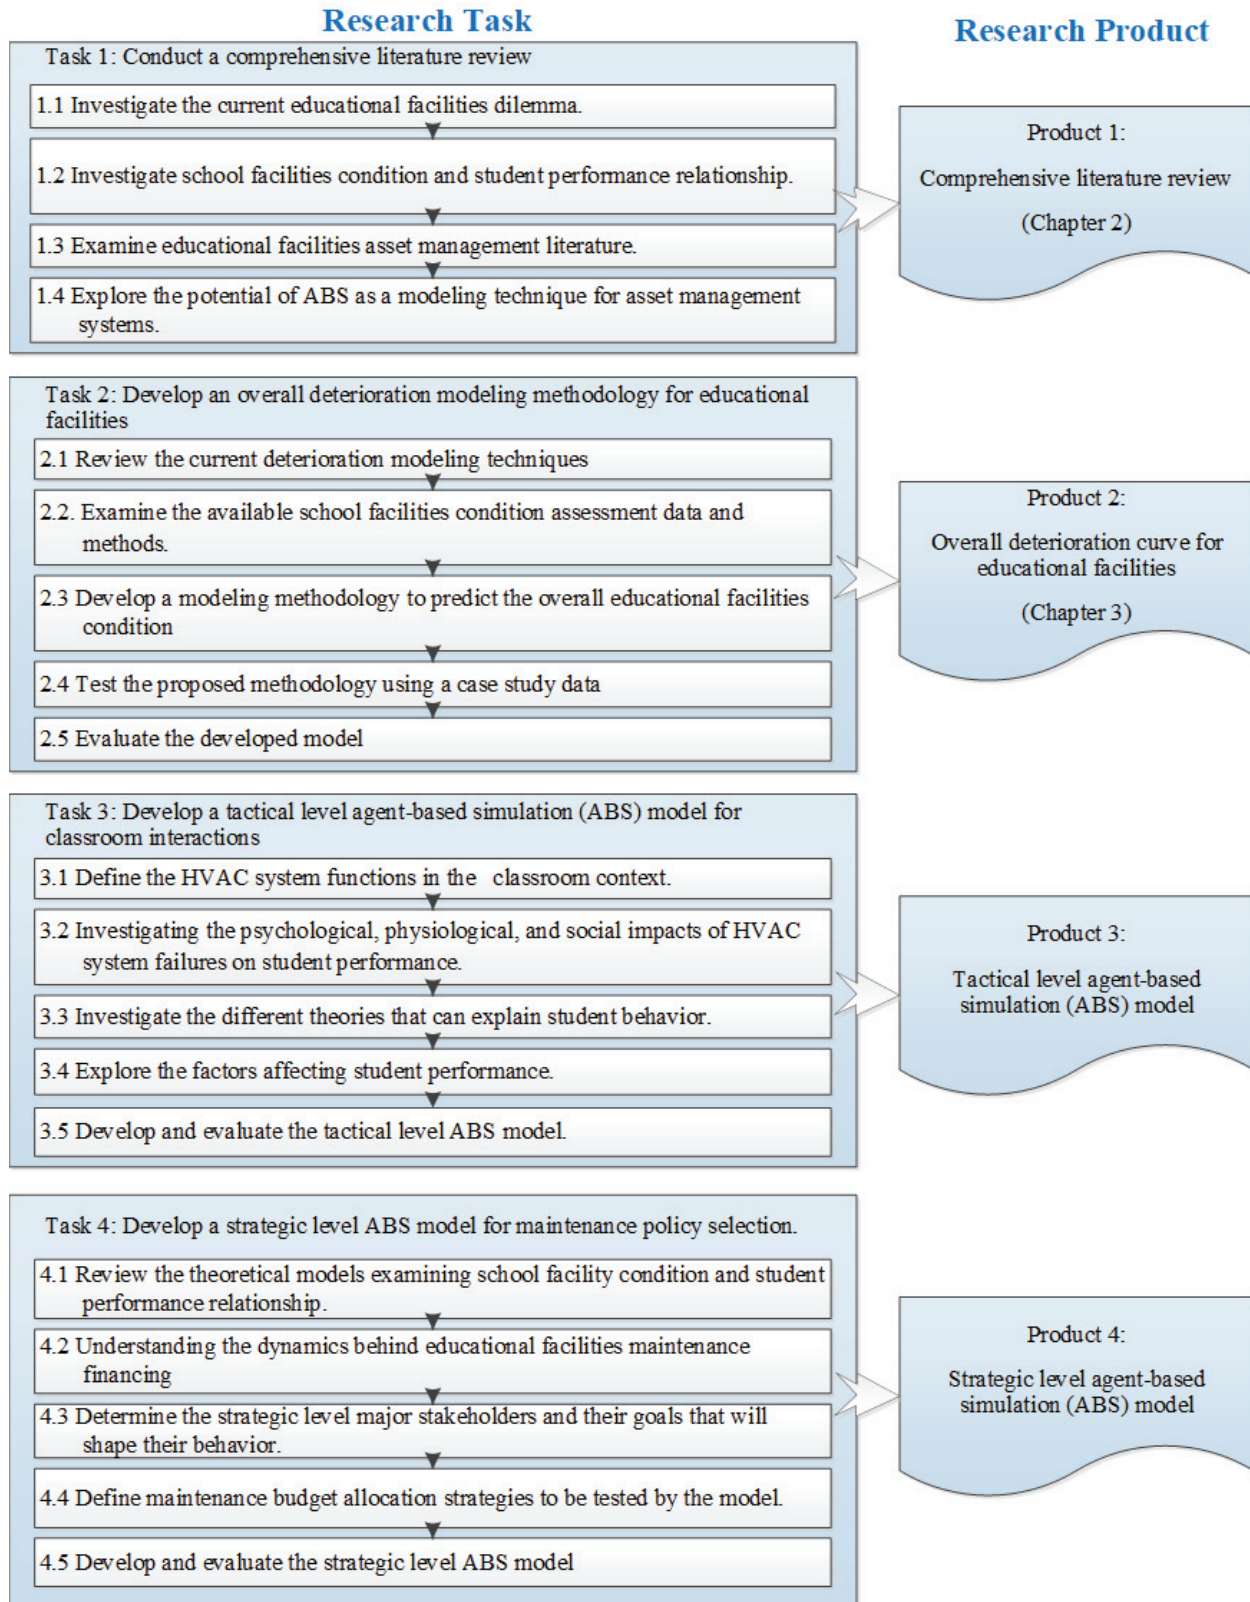 Research Task
Research Product
Task 1: Conduct a comprehensive literature review
1.1 Investigate the current educational facilities dilemma.
1.2 Investigate school facilities condition and student performance relationship.
1.3 Examine educational facilities asset management literature.
1.4 Explore the potential of ABS as a modeling technique for asset management
systems.
Product 1:
Comprehensive literature review
(Chapter 2)
Task 2: Develop an overall deterioration modeling methodology for educational
facilities
2.1 Review the current deterioration modeling techniques
2.2. Examine the available school facilities condition assessment data and
methods.
2.3 Develop a modeling methodology to predict the overall educational facilities
condition
2.4 Test the proposed methodology using a case study data
2.5 Evaluate the developed model
Product 2:
Overall deterioration curve for
educational facilities
(Chapter 3)
Task 3: Develop a tactical level agent-based simulation (ABS) model for
classroom interactions
3.1 Define the HVAC system functions in the classroom context.
3.2 Investigating the psychological, physiological, and social impacts of HVAC
system failures on student performance.
3.3 Investigate the different theories that can explain student behavior.
3.4 Explore the factors affecting student performance.
3.5 Develop and evaluate the tactical level ABS model.
Product 3:
Tactical level agent-based
simulation (ABS) model
Task 4: Develop a strategic level ABS model for maintenance policy selection.
4.1 Review the theoretical models examining school facility condition and student
performance relationship.
4.2 Understanding the dynamics behind educational facilities maintenance
financing
4.3 Determine the strategic level major stakeholders and their goals that will
shape their behavior.
4.4 Define maintenance budget allocation strategies to be tested by the model.
4.5 Develop and evaluate the strategic level ABS model
Product 4:
Strategic level agent-based
simulation (ABS) model